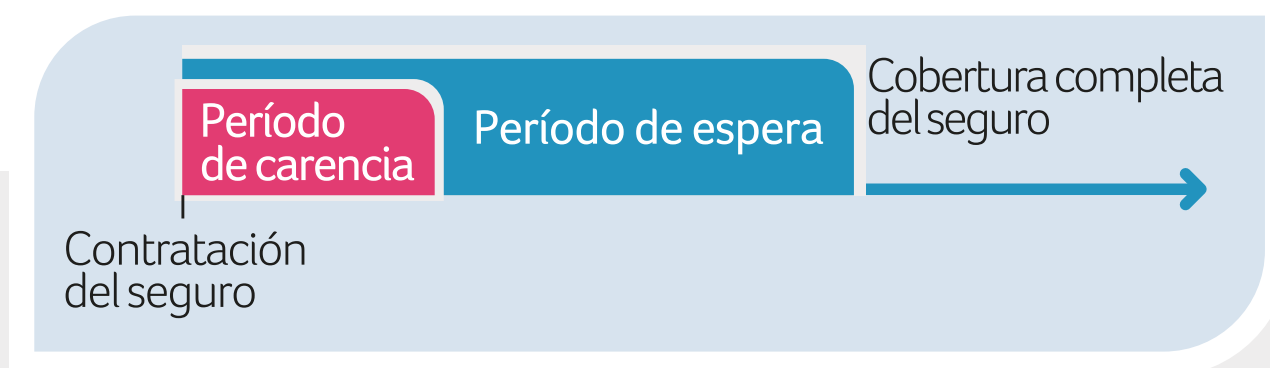 Período
de carencia
Período de espera
Cobertura completa
del seguro
Contratación
del seguro